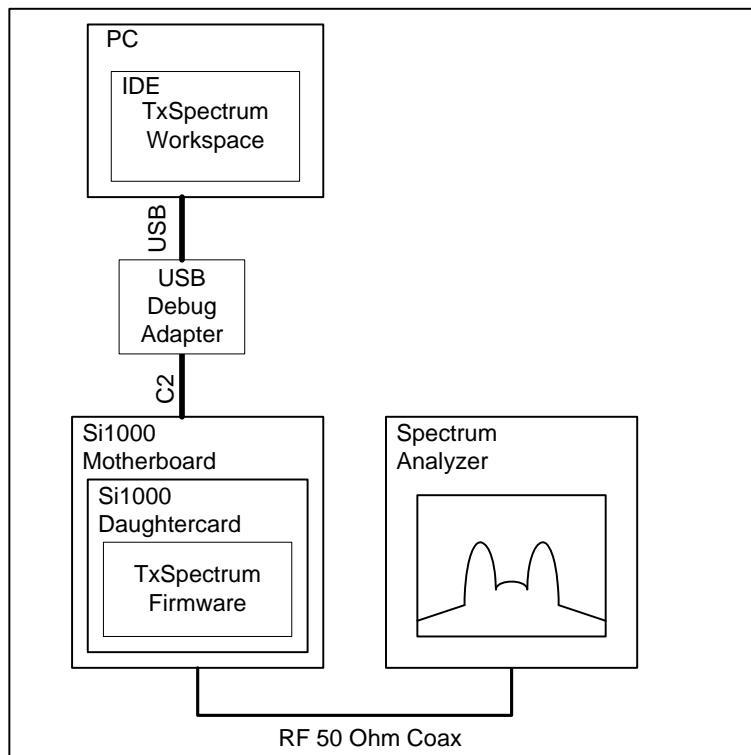 PC
IDE
TxSpectrum
Workspace
USB
USB
Debug
Adapter
C2
Si1000
Motherboard
Si1000
Daughtercard
TxSpectrum
Firmware
Spectrum
Analyzer
RF 50 Ohm Coax